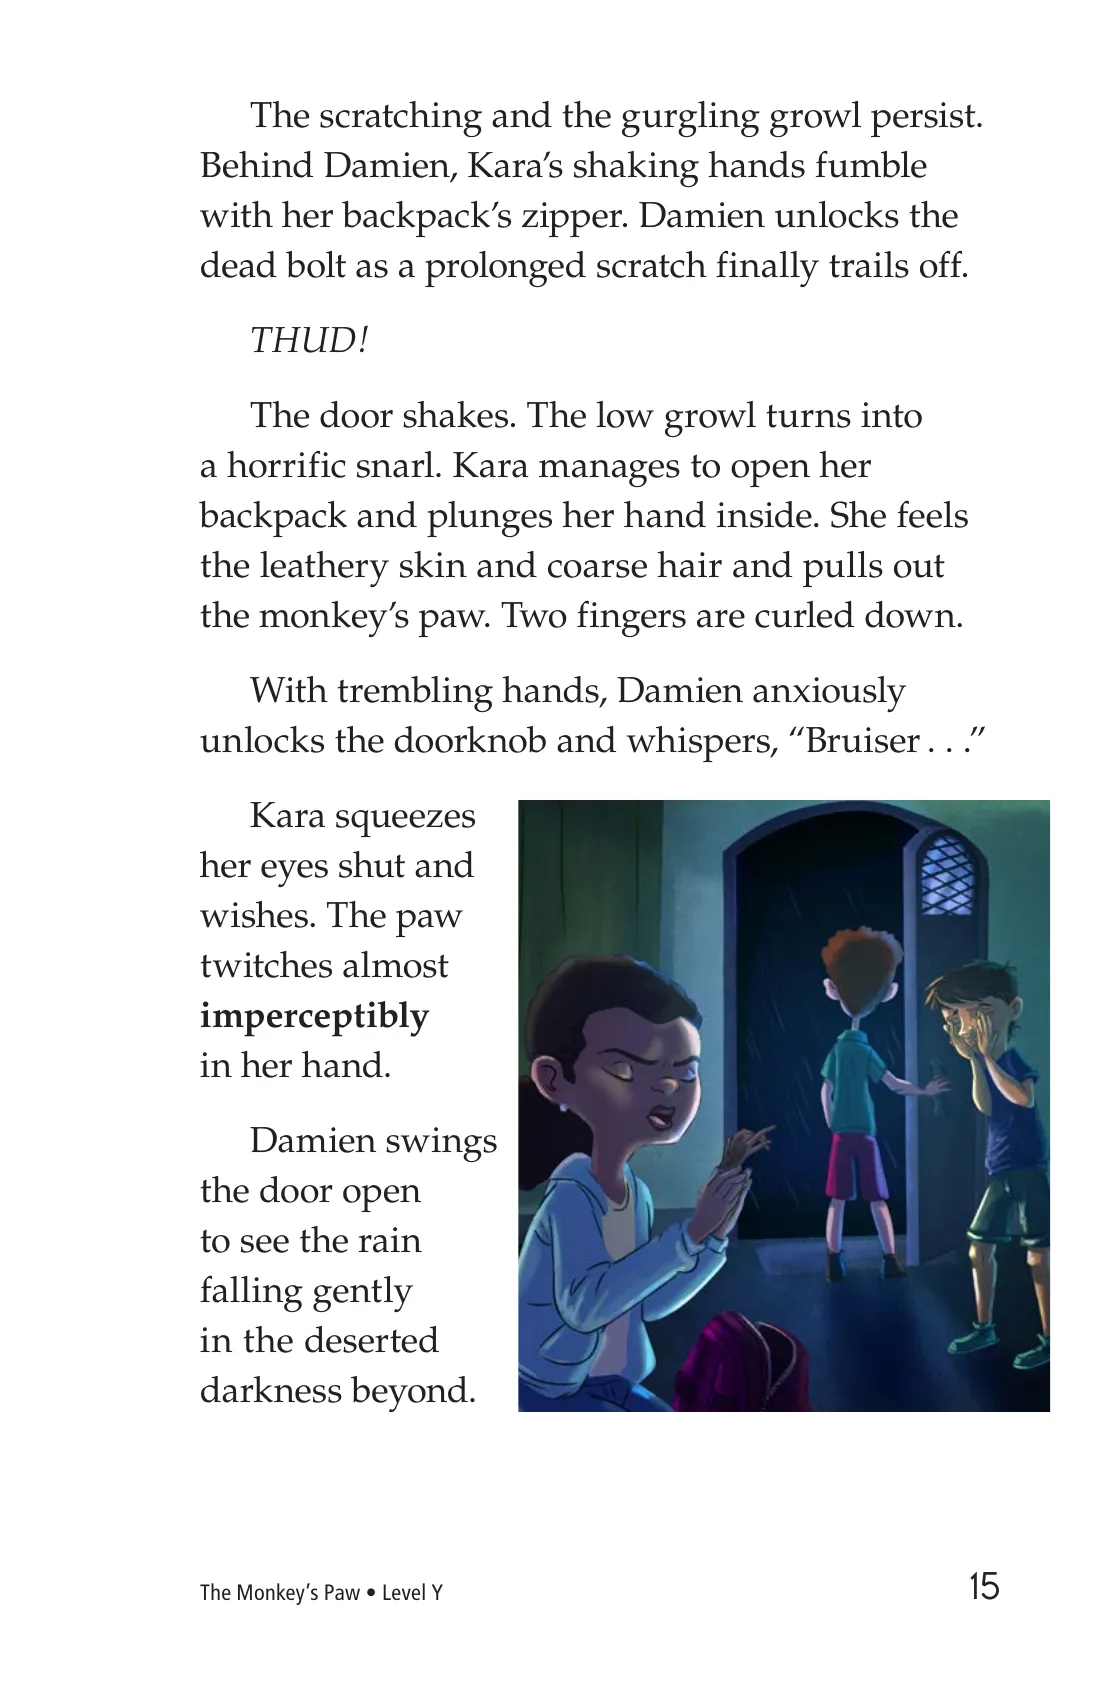 The scratching and the gurgling growl persist.
Behind Damien, Kara’s shaking hands fumble
with her backpack’s zipper. Damien unlocks the
dead bolt as a prolonged scratch finally trails off.
THUD!
The door shakes. The low growl turns into
a horrific snarl. Kara manages to open her
backpack and plunges her hand inside. She feels
the leathery skin and coarse hair and pulls out
the monkey’s paw. Two fingers are curled down.
With trembling hands, Damien anxiously
unlocks the doorknob and whispers, “Bruiser . . .”
Kara squeezes
her eyes shut and
wishes. The paw
twitches almost
imperceptibly
in her hand.
Damien swings
the door open
to see the rain
falling gently
in the deserted
darkness beyond.
The Monkey’s Paw • Level Y
15